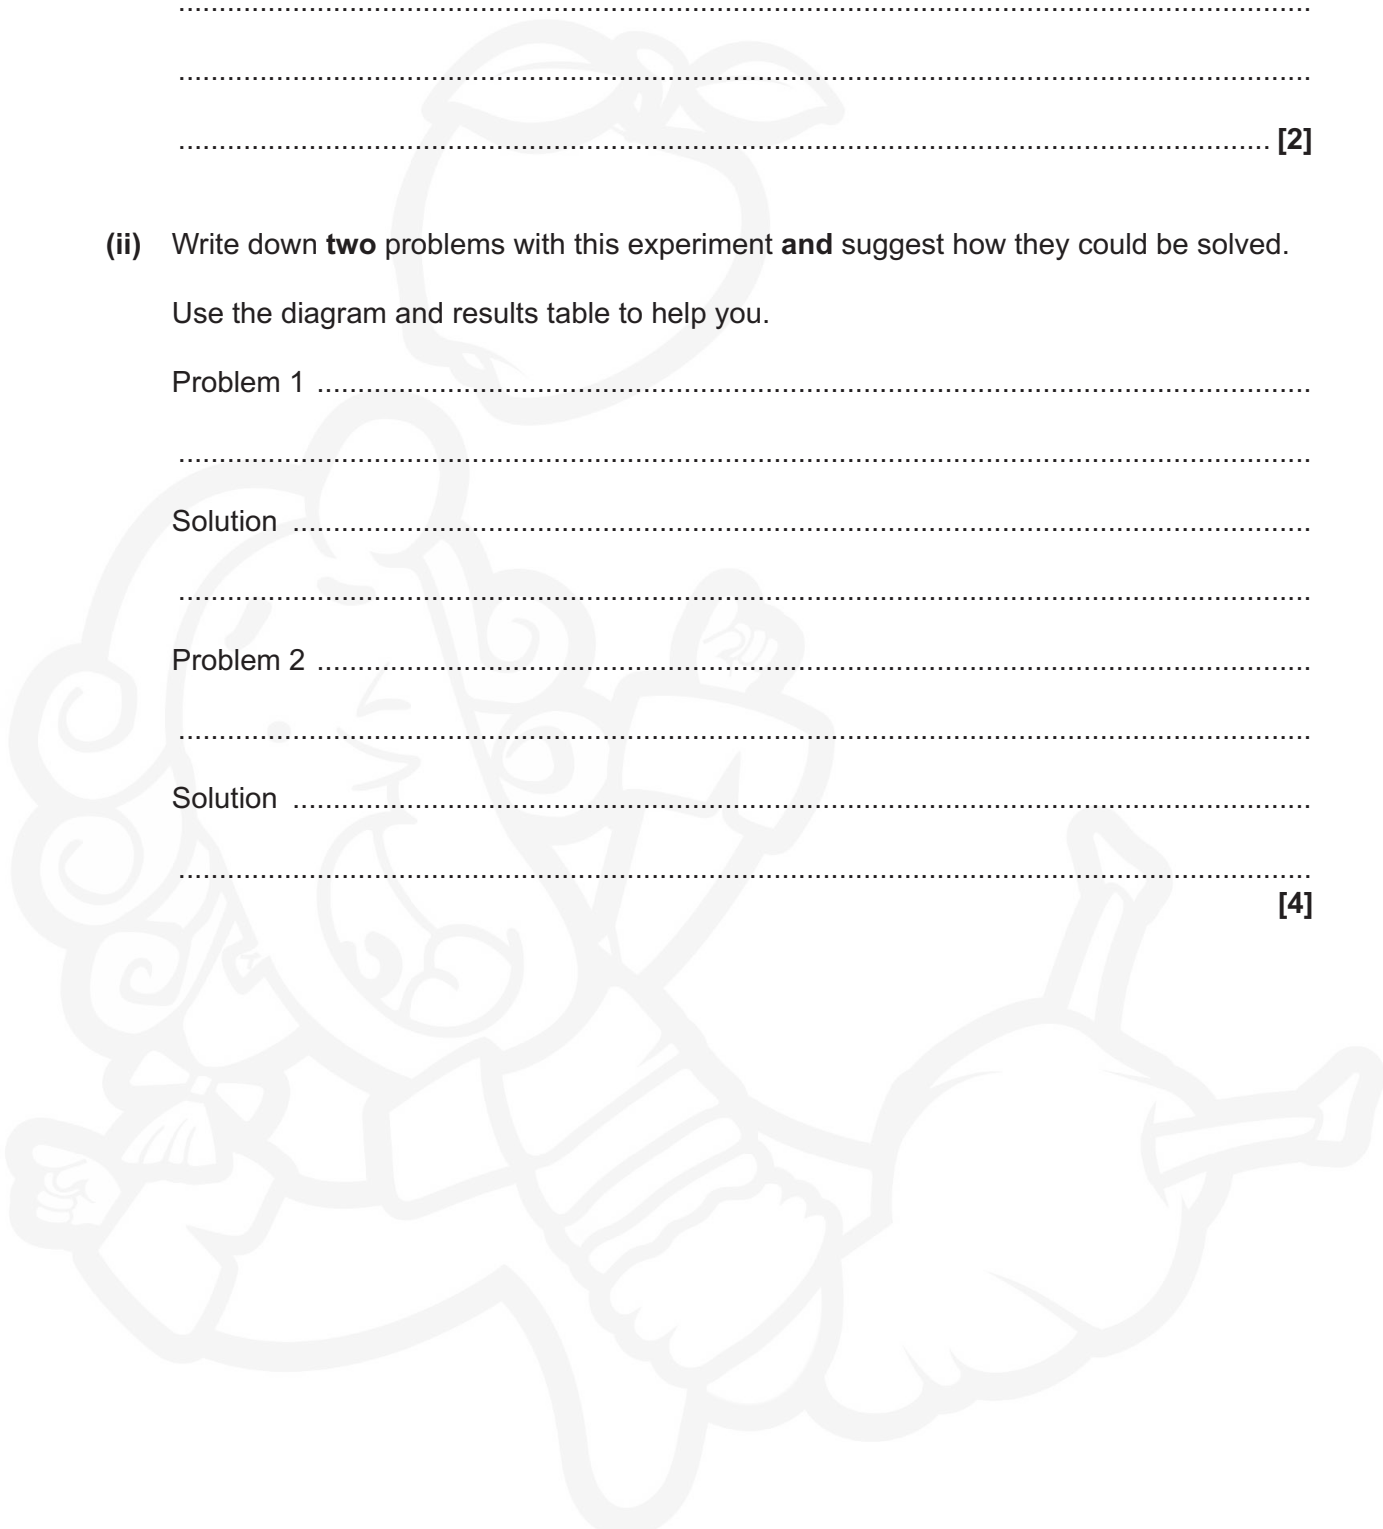 ....................................................................................................
....................................................................................................
.................................................................................................... [2]
(ii) Write down two problems with this experiment and suggest how they could be solved.
Use the diagram and results table to help you.
Problem 1 ....................................................................................................
....................................................................................................
Solution ....................................................................................................
....................................................................................................
Problem 2 ....................................................................................................
....................................................................................................
Solution ....................................................................................................
....................................................................................................
[4]